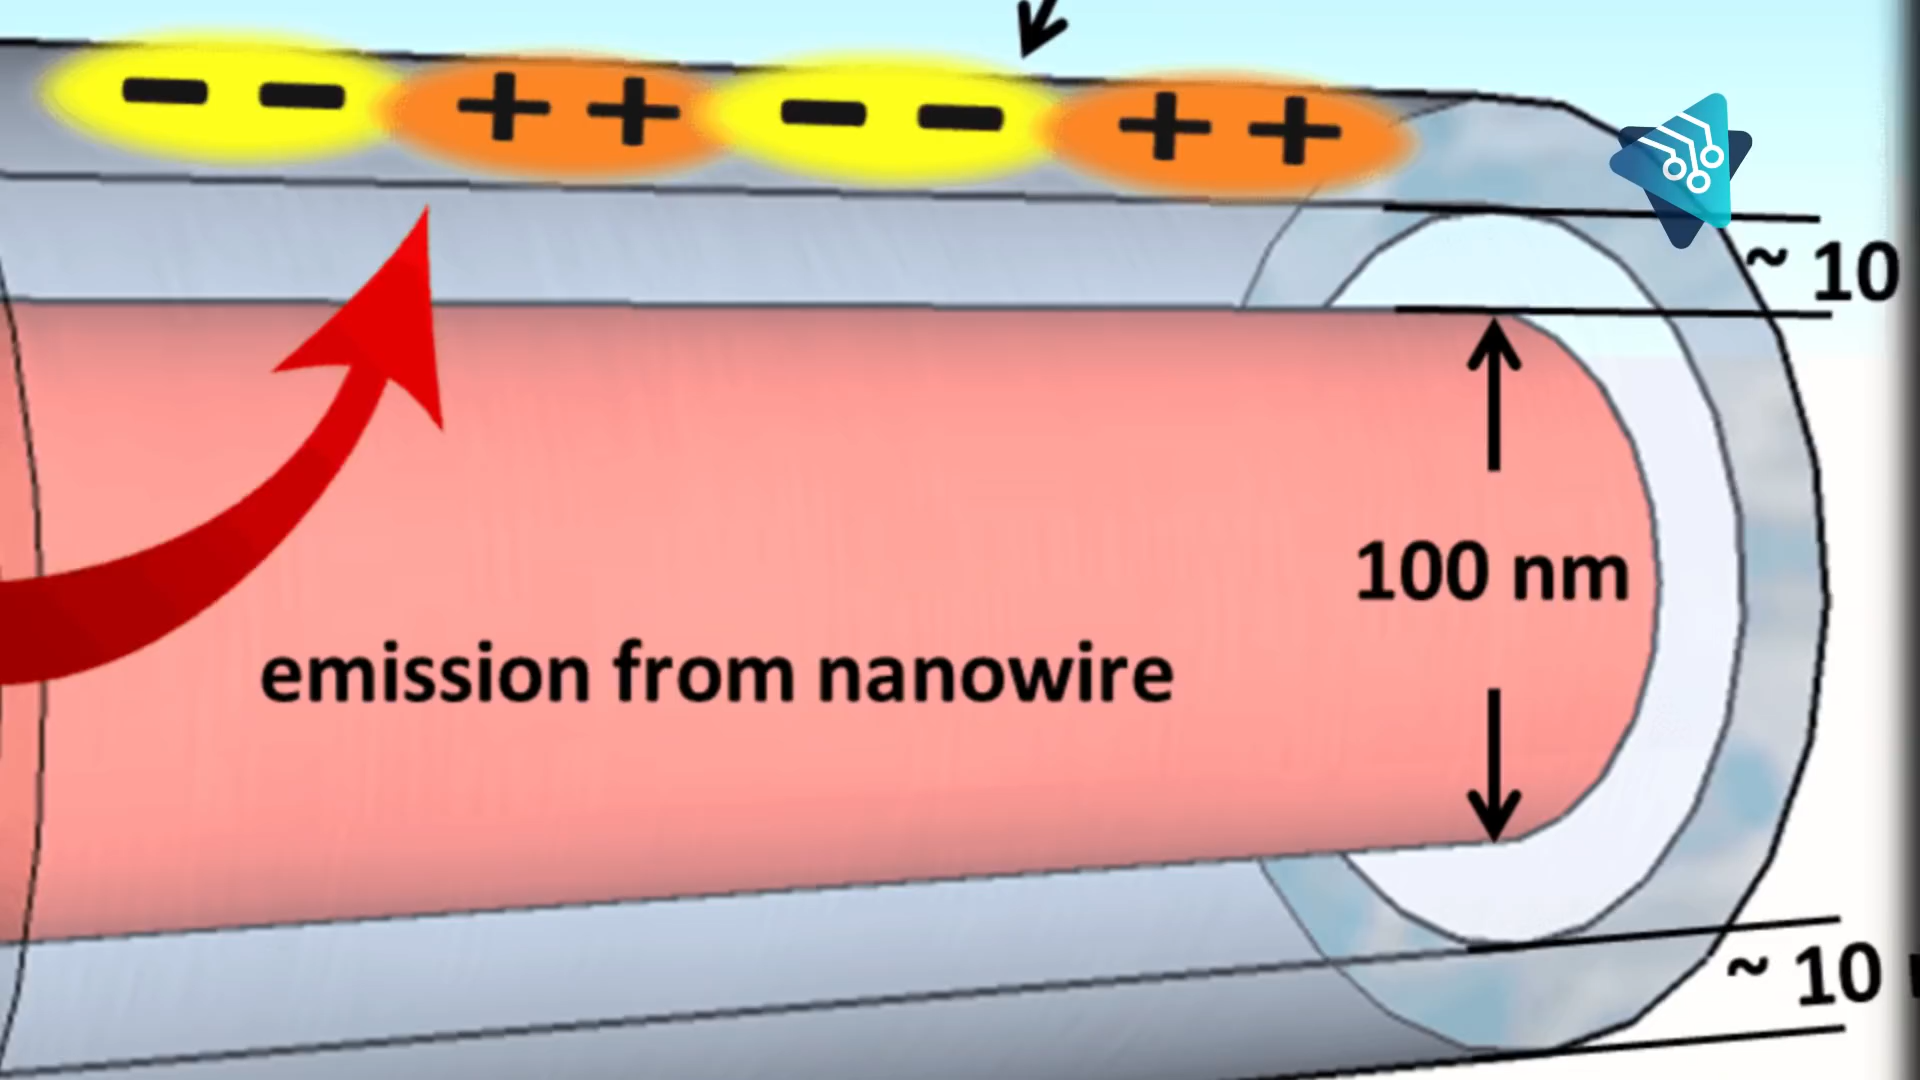 − − + + − − + +
~ 10
100 nm
emission from nanowire
~ 10